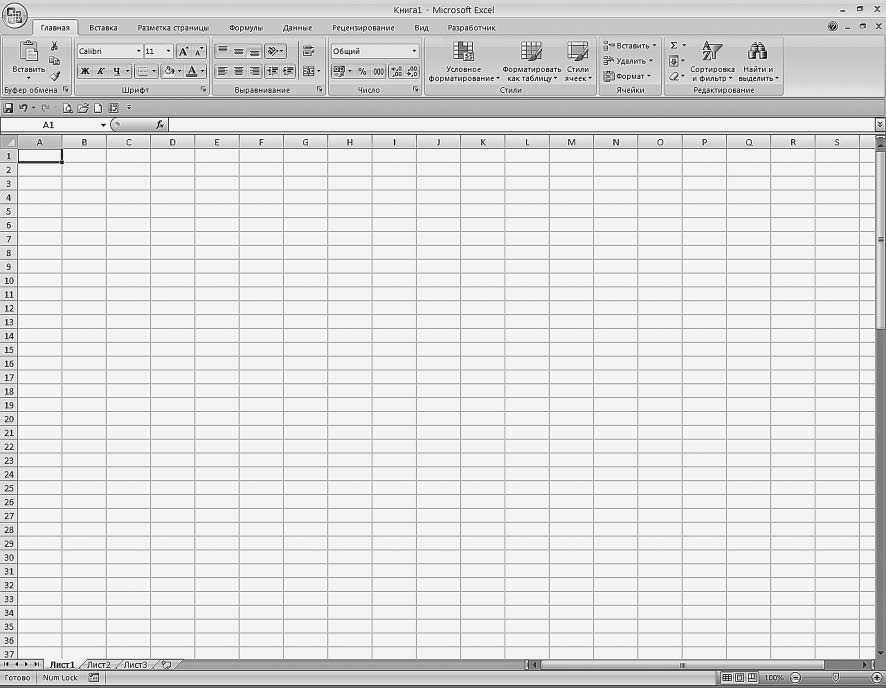 Книга1 - Microsoft Excel
Главная Вставка Разметка страницы Формулы Данные Рецензирование Вид Разработчик
Вставить
Calibri 11
Ж К Ч
Общий
% 000
Условное форматирование
Форматировать как таблицу
Стили ячеек
Вставить
Удалить
Формат
Σ
Сортировка и фильтр
Найти и выделить
Буфер обмена Шрифт Выравнивание Число Стили Ячейки Редактирование
A1 fx
A B C D E F G H I J K L M N O P Q R S
1
2
3
4
5
6
7
8
9
10
11
12
13
14
15
16
17
18
19
20
21
22
23
24
25
26
27
28
29
30
31
32
33
34
35
36
37
Лист1 Лист2 Лист3
Готово Num Lock 100%